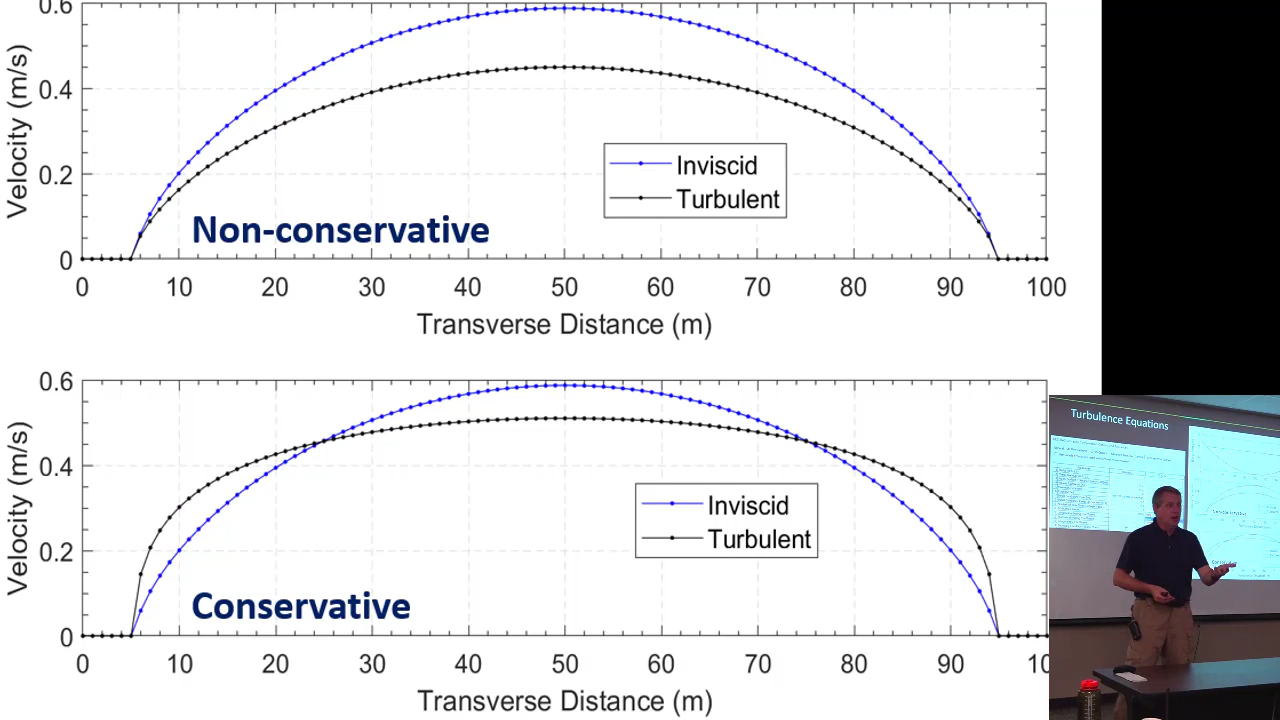 0.6
0.4
0.2
0
Velocity (m/s)
Inviscid
Turbulent
Non-conservative
0 10 20 30 40 50 60 70 80 90 100
Transverse Distance (m)
0.6
0.4
0.2
0
Velocity (m/s)
Inviscid
Turbulent
Conservative
0 10 20 30 40 50 60 70 80 90 10
Transverse Distance (m)
Turbulence Equations